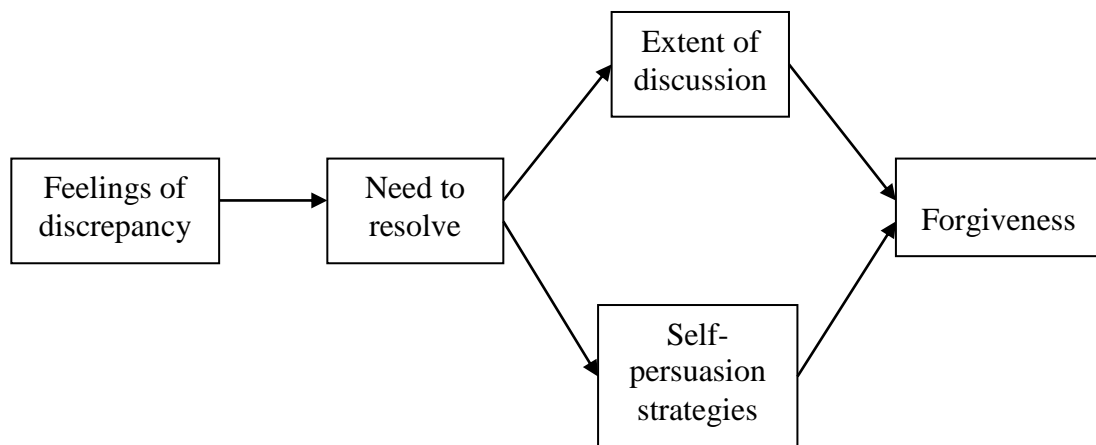 Feelings of
discrepancy
Need to
resolve
Extent of
discussion
Self-
persuasion
strategies
Forgiveness